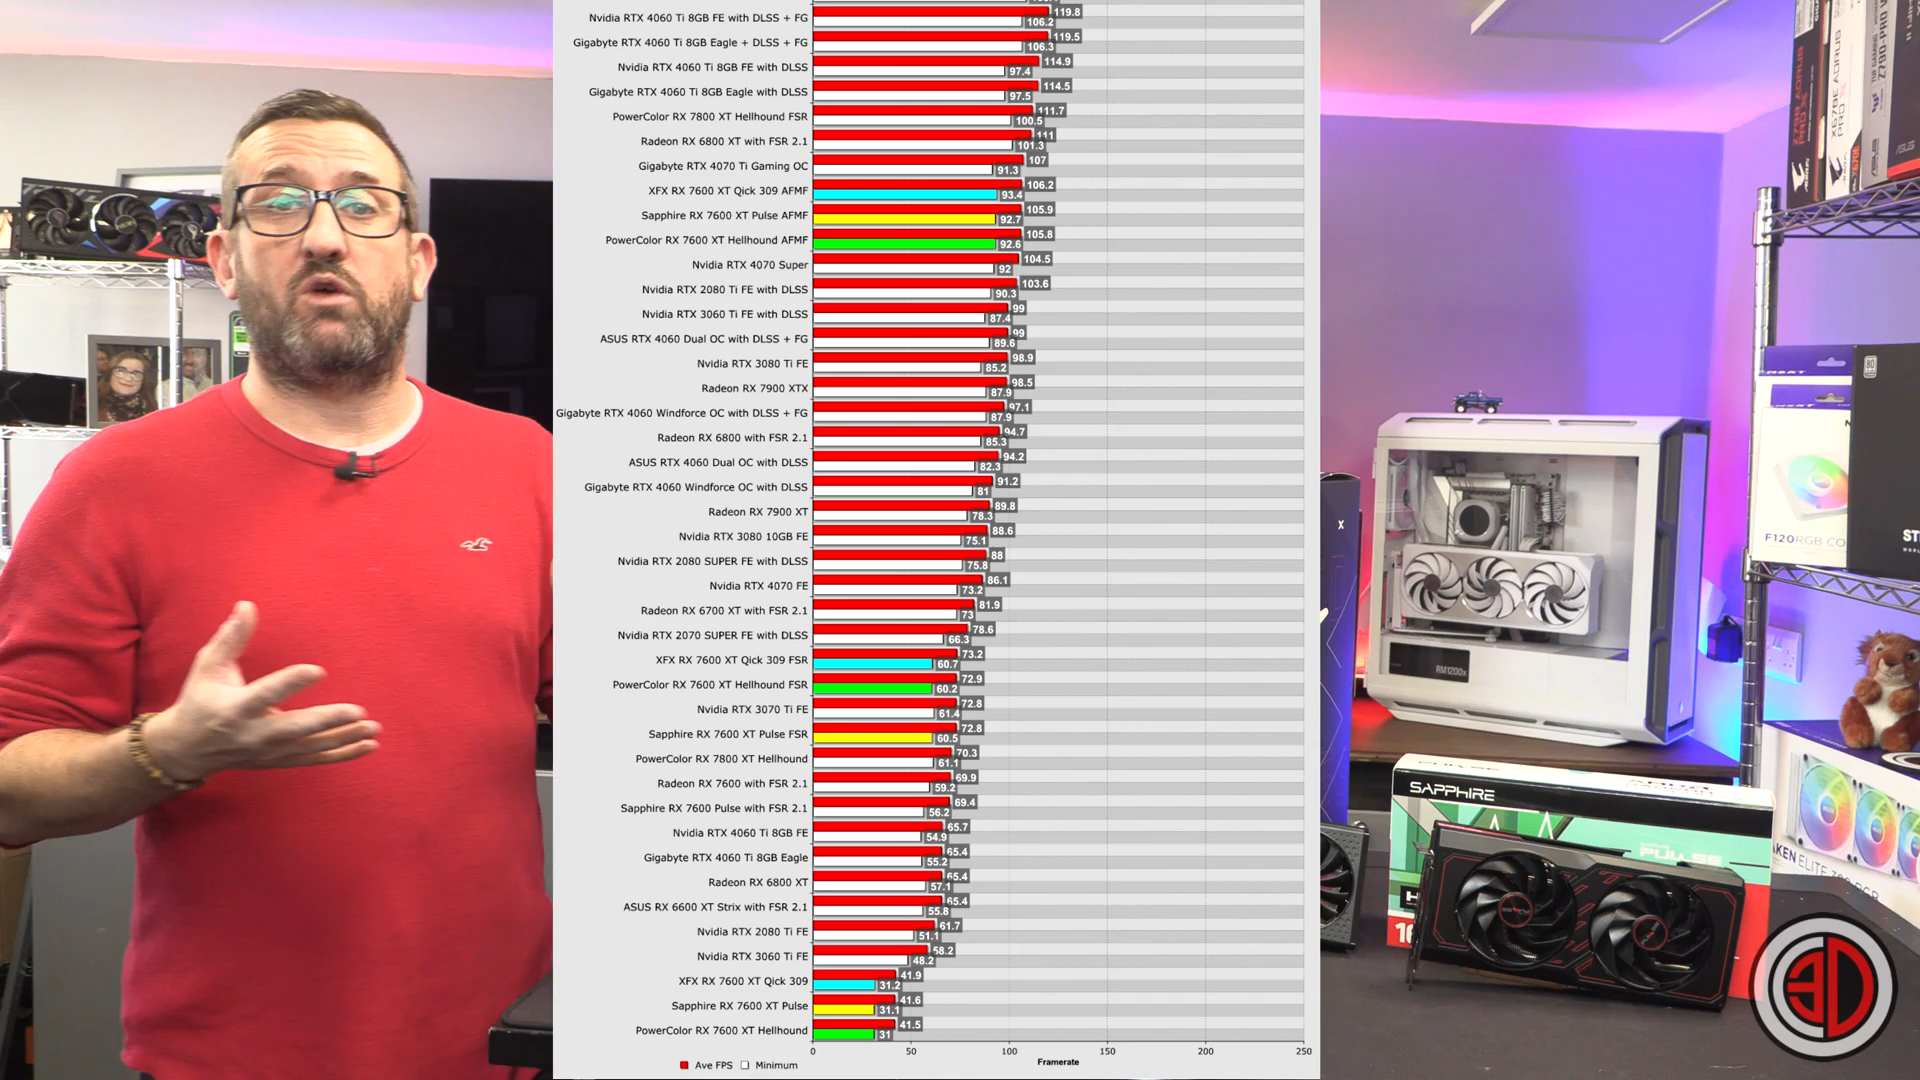 Nvidia RTX 4060 Ti 8GB FE with DLSS + FG 119.8 106.2
Gigabyte RTX 4060 Ti 8GB Eagle + DLSS + FG 119.5 106.3
Nvidia RTX 4060 Ti 8GB FE with DLSS 114.9 97.4
Gigabyte RTX 4060 Ti 8GB Eagle with DLSS 114.5 97.5
PowerColor RX 7800 XT Hellhound FSR 111.7 100.5
Radeon RX 6800 XT with FSR 2.1 111 101.3
Gigabyte RTX 4070 Ti Gaming OC 107 91.3
XFX RX 7600 XT Qick 309 AFMF 106.2 93.4
Sapphire RX 7600 XT Pulse AFMF 105.9 92.7
PowerColor RX 7600 XT Hellhound AFMF 105.8 92.6
Nvidia RTX 4070 Super 104.5 92
Nvidia RTX 2080 Ti FE with DLSS 103.6 90.3
Nvidia RTX 3060 Ti FE with DLSS 99 87.4
ASUS RTX 4060 Dual OC with DLSS + FG 99 89.6
Nvidia RTX 3080 Ti FE 98.9 85.2
Radeon RX 7900 XTX 98.5 87.9
Gigabyte RTX 4060 Windforce OC with DLSS + FG 97.1 87.9
Radeon RX 6800 with FSR 2.1 94.7 85.3
ASUS RTX 4060 Dual OC with DLSS 94.2 82.3
Gigabyte RTX 4060 Windforce OC with DLSS 91.2 81
Radeon RX 7900 XT 89.8 78.3
Nvidia RTX 3080 10GB FE 88.6 75.1
Nvidia RTX 2080 SUPER FE with DLSS 88 75.8
Nvidia RTX 4070 FE 86.1 73.2
Radeon RX 6700 XT with FSR 2.1 81.9 73
Nvidia RTX 2070 SUPER FE with DLSS 78.6 66.3
XFX RX 7600 XT Qick 309 FSR 73.2 60.7
PowerColor RX 7600 XT Hellhound FSR 72.9 60.2
Nvidia RTX 3070 Ti FE 72.8 61.4
Sapphire RX 7600 XT Pulse FSR 72.8 60.5
PowerColor RX 7800 XT Hellhound 70.3 61.1
Radeon RX 7600 with FSR 2.1 69.9 59.2
Sapphire RX 7600 Pulse with FSR 2.1 69.4 56.2
Nvidia RTX 4060 Ti 8GB FE 65.7 54.9
Gigabyte RTX 4060 Ti 8GB Eagle 65.4 55.2
Radeon RX 6800 XT 65.4 57.1
ASUS RX 6600 XT Strix with FSR 2.1 65.4 55.8
Nvidia RTX 2080 Ti FE 61.7 51.1
Nvidia RTX 3060 Ti FE 58.2 48.2
XFX RX 7600 XT Qick 309 41.9 31.2
Sapphire RX 7600 XT Pulse 41.6 31.1
PowerColor RX 7600 XT Hellhound 41.5 31
0 50 100 150 200 250
Framerate
Ave FPS Minimum
X670E AORUS
PRO X
Z790-PRO
ASUS
F120RGB CO
RM1200x
SAPPHIRE
PULSE
16
KEN ELITE
3D